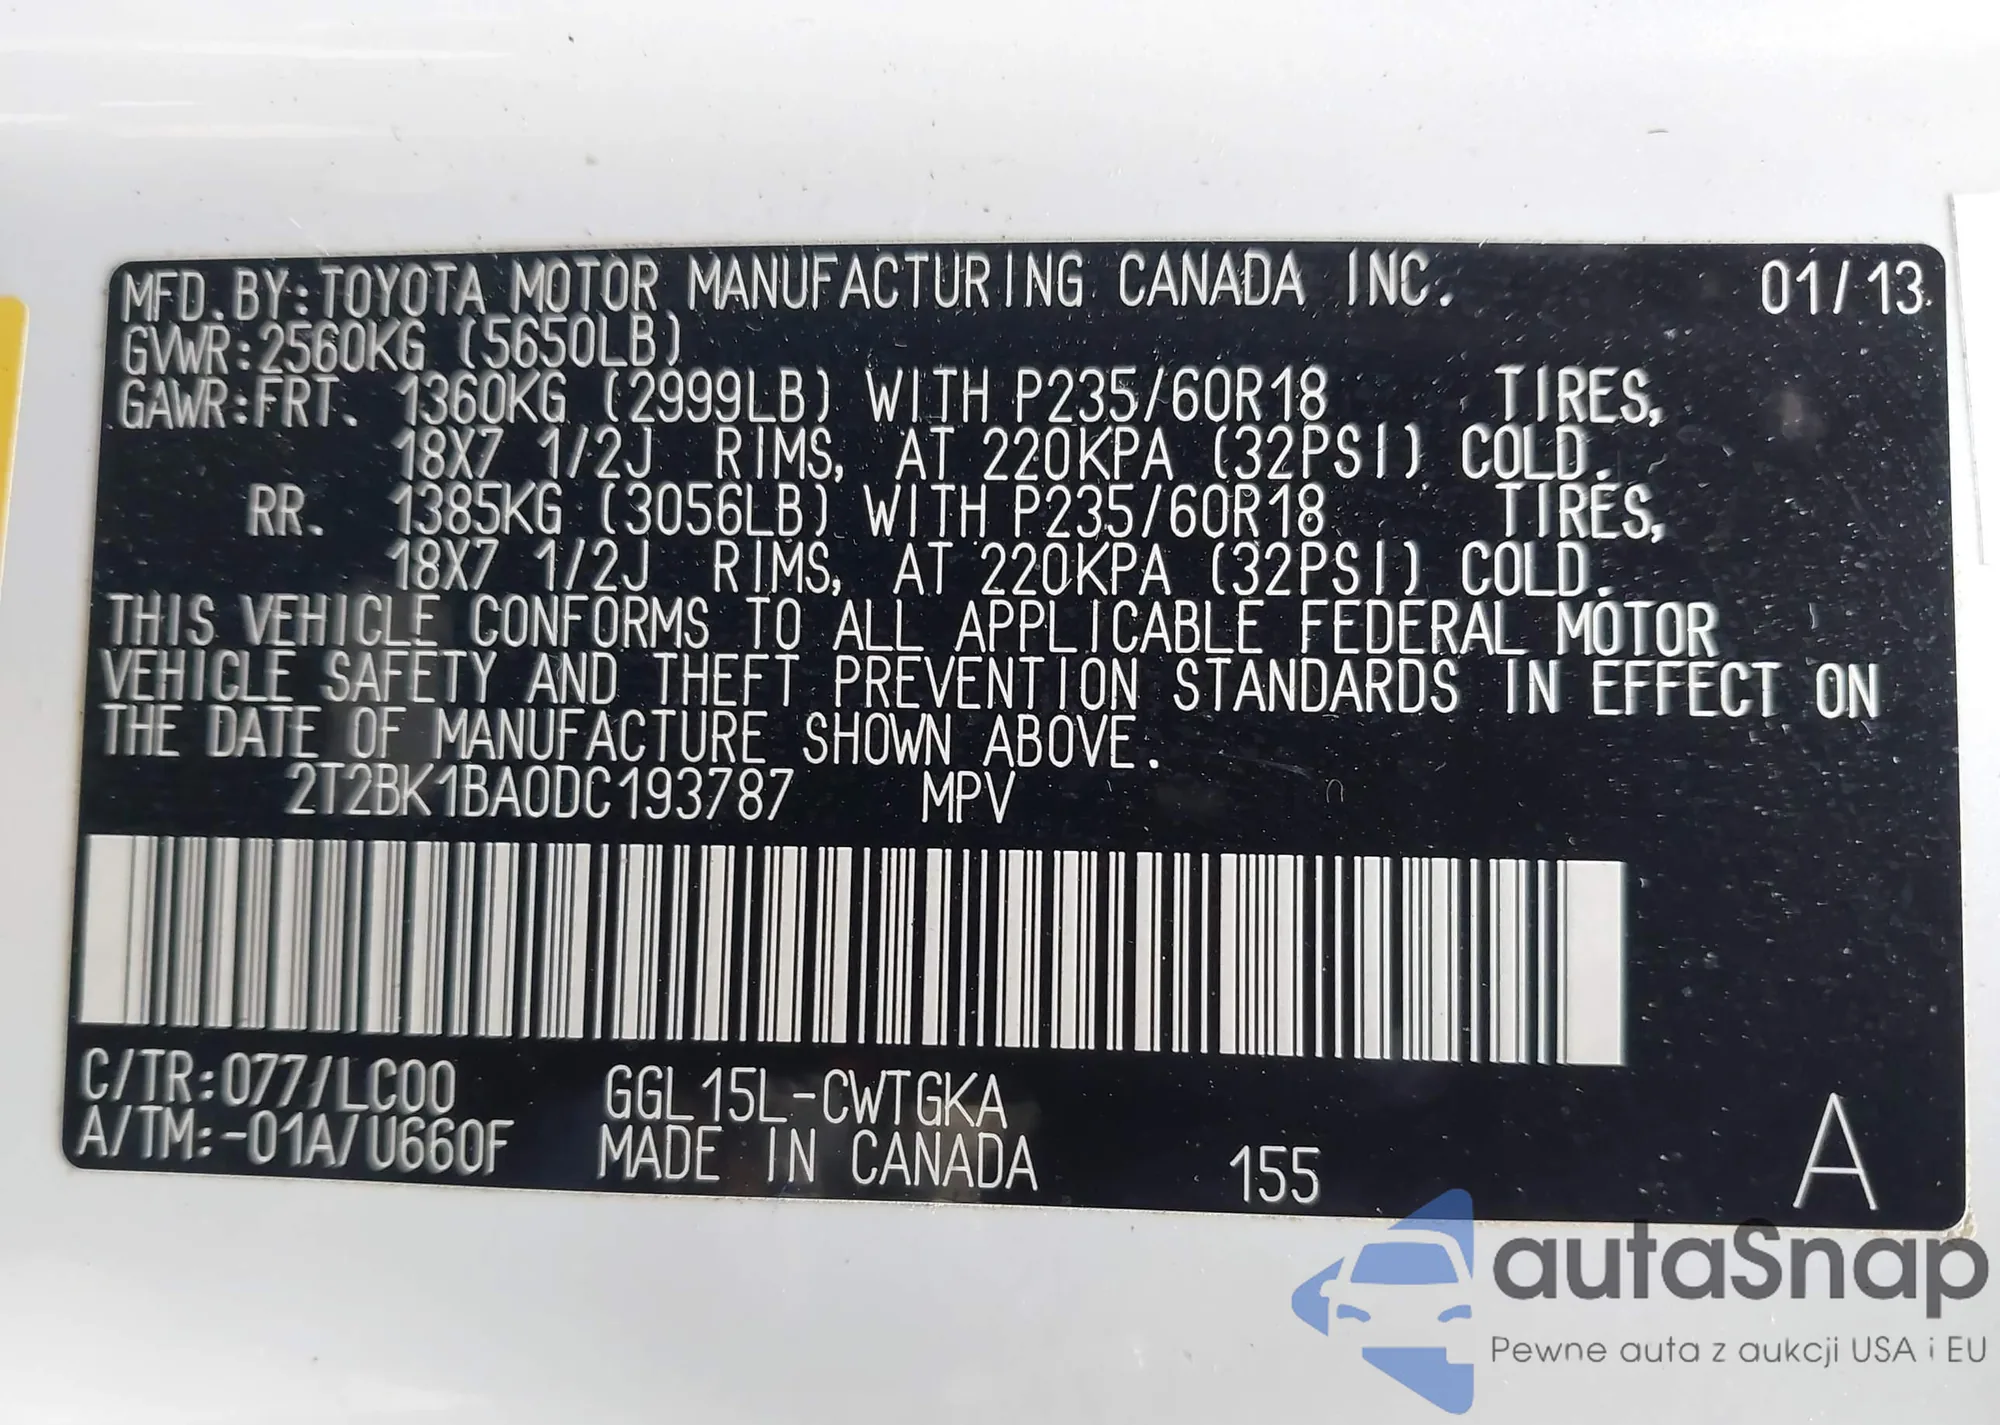 MFD. BY: TOYOTA MOTOR MANUFACTURING CANADA INC. 01/13
GVWR: 2560KG (5650LB)
GAWR: FRT. 1360KG (2999LB) WITH P235/60R18 TIRES,
18X7 1/2J RIMS, AT 220KPA (32PSI) COLD.
RR. 1385KG (3056LB) WITH P235/60R18 TIRES,
18X7 1/2J RIMS, AT 220KPA (32PSI) COLD.
THIS VEHICLE CONFORMS TO ALL APPLICABLE FEDERAL MOTOR
VEHICLE SAFETY AND THEFT PREVENTION STANDARDS IN EFFECT ON
THE DATE OF MANUFACTURE SHOWN ABOVE.
2T2BK1BA0DC193787 MPV
C/TR: 077/LC00 GGL15L-CWTGKA
A/TM: -01A/U660F MADE IN CANADA 155 A
autaSnap
Pewne auta z aukcji USA i EU